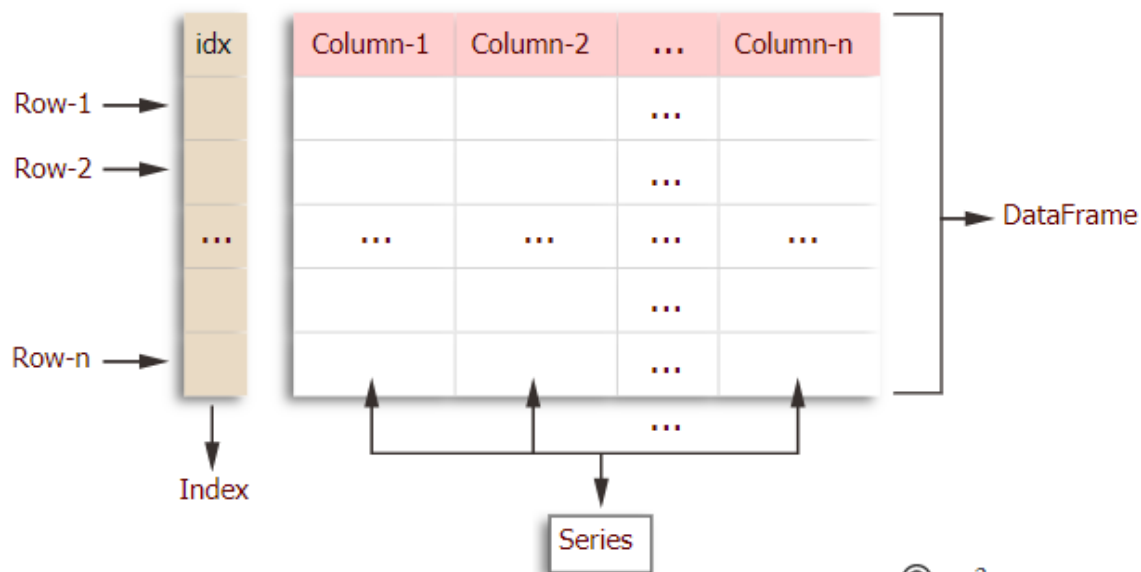 idx Column-1 Column-2 ... Column-n
Row-1 ...
Row-2 ...
... ... ... ... ...
...
Row-n ...
...
DataFrame
Index
Series